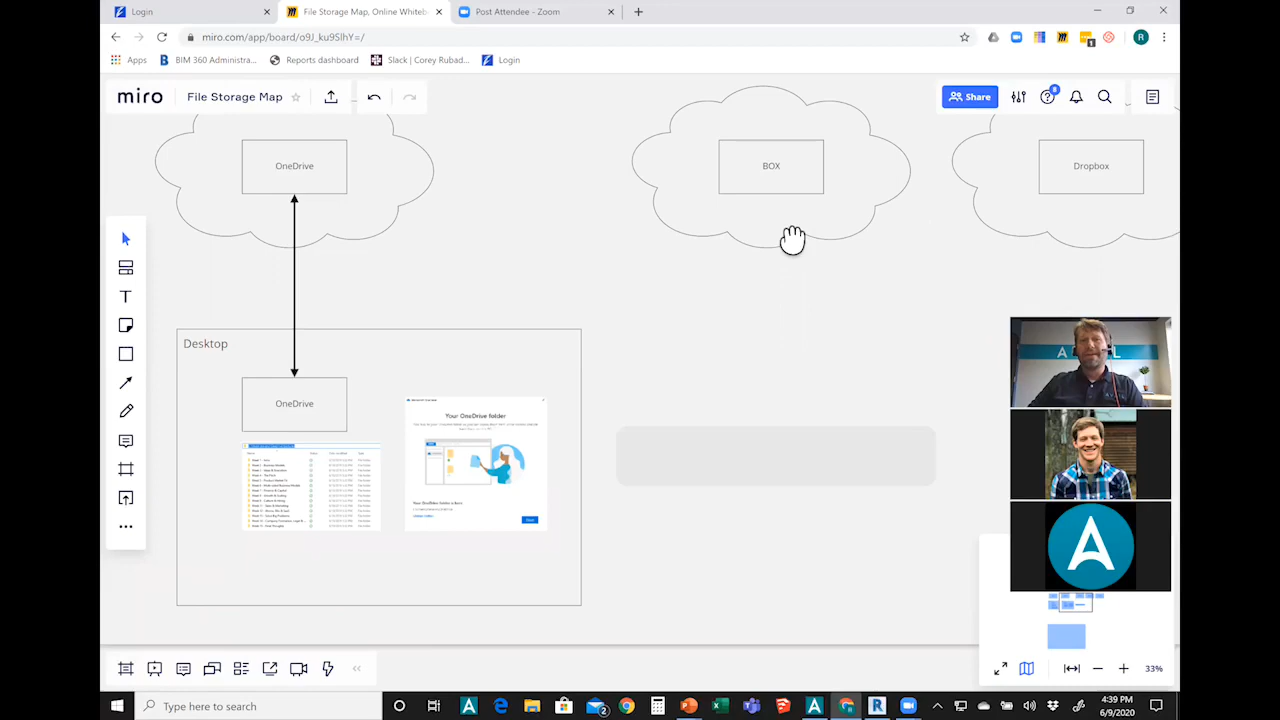 Login
File Storage Map, Online Whiteb
Post Attendee - Zoom
miro.com/app/board/o9J_ku9SlhY=/
Apps
BIM 360 Administra...
Reports dashboard
Slack | Corey Rubad...
Login
miro
File Storage Map
Share
8
OneDrive
BOX
Dropbox
Desktop
OneDrive
Your OneDrive folder
A
L
A
33%
Type here to search
2
4:39 PM
6/9/2020